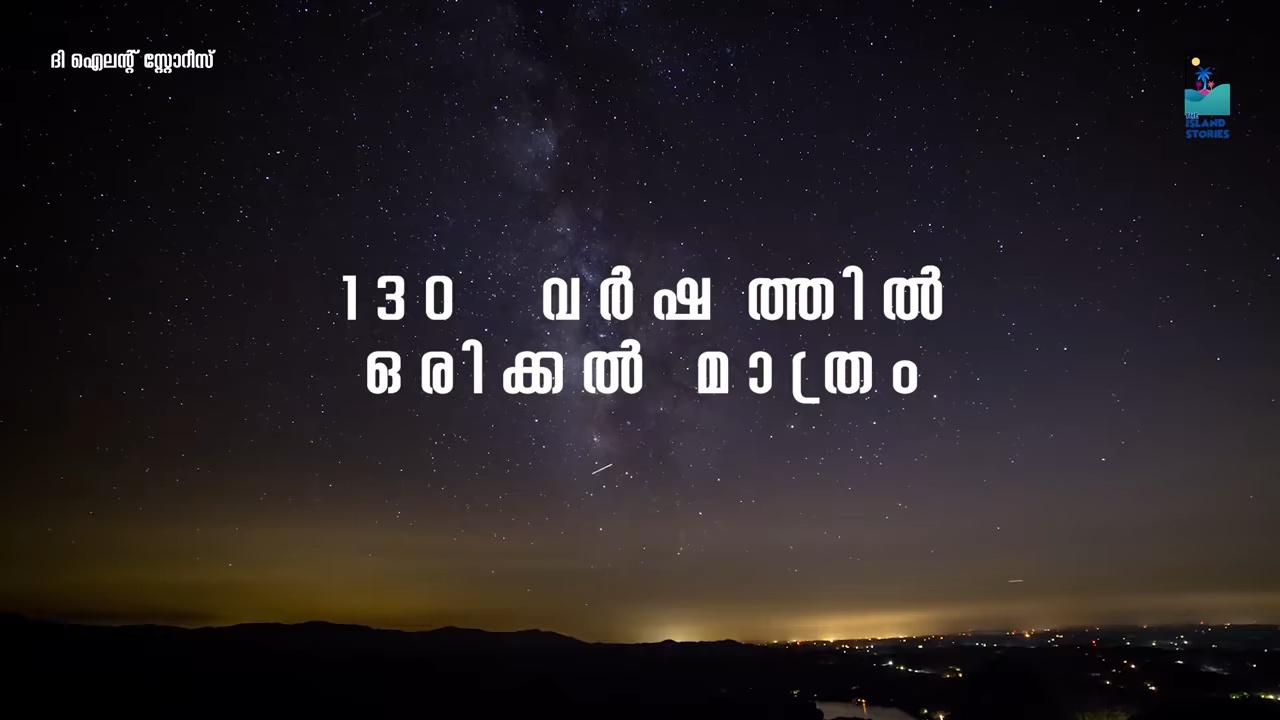 ദി ഐലന്റ് സ്റ്റോറീസ്
THE
ISLAND
STORIES
130 വർഷത്തിൽ
ഒരിക്കൽ മാത്രം